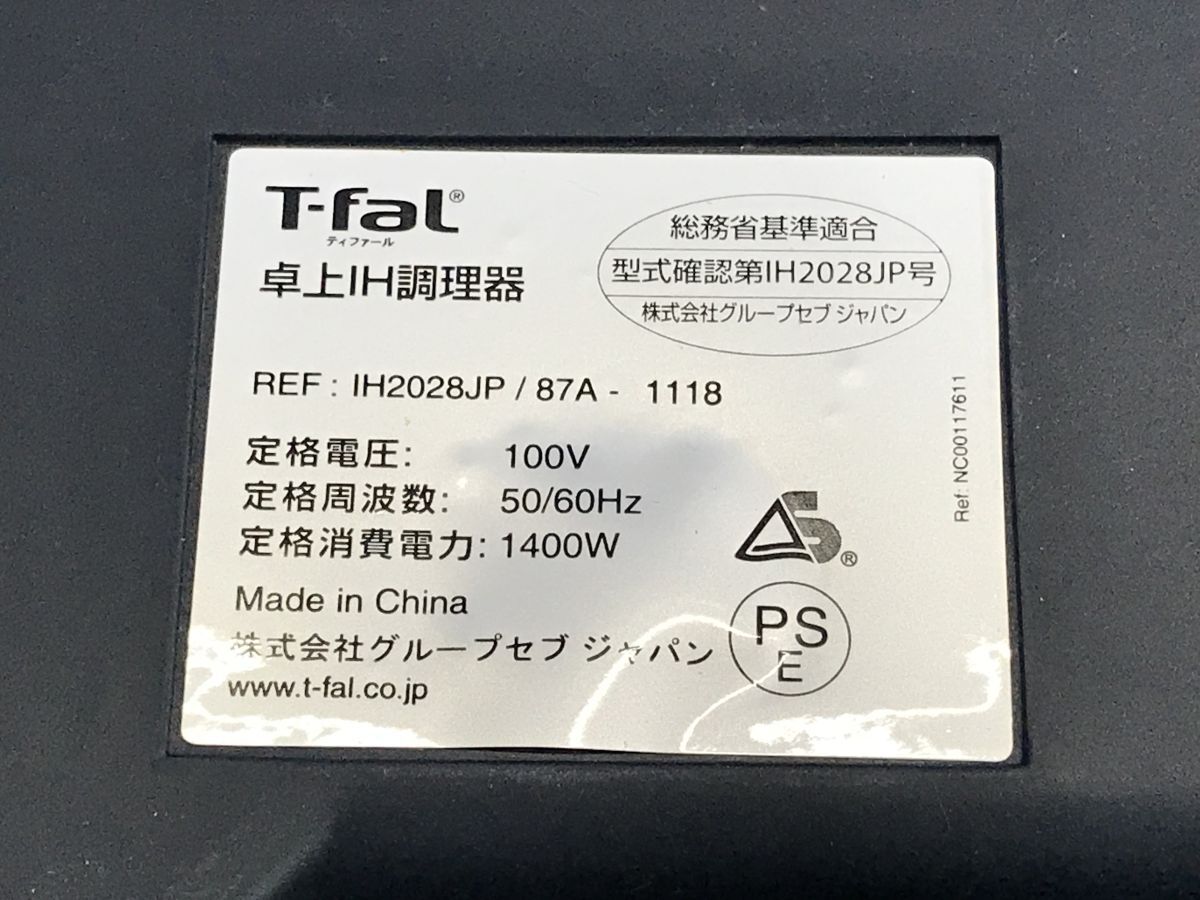 T-fal®
ティファール
卓上IH調理器
総務省基準適合
型式確認第IH2028JP号
株式会社グループセブ ジャパン
REF : IH2028JP / 87A - 1118
定格電圧: 100V
定格周波数: 50/60Hz
定格消費電力: 1400W
Made in China
株式会社グループセブ ジャパン
www.t-fal.co.jp
Ref: NC00117611
S®
PS
E